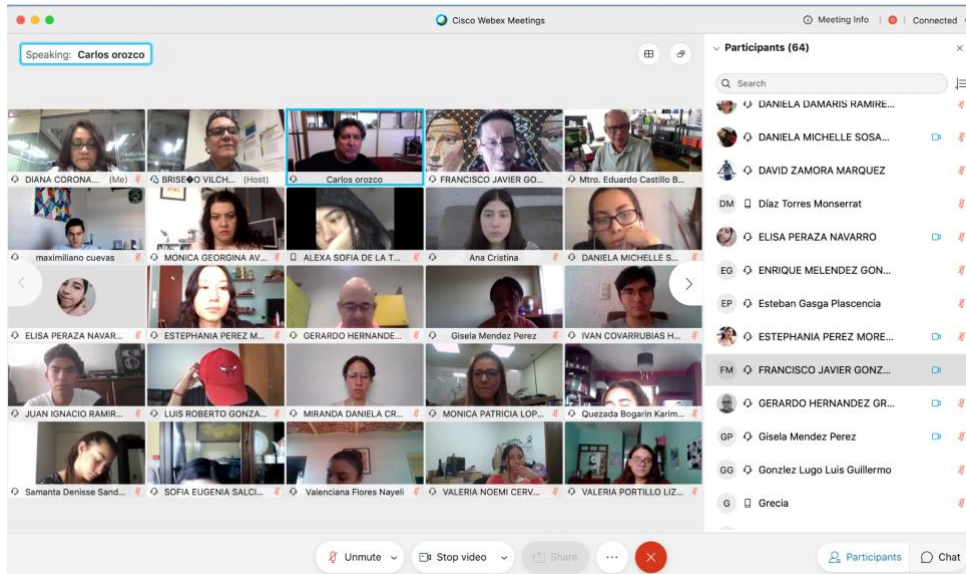 Cisco Webex Meetings
Meeting Info
Connected
Speaking: Carlos orozco
Participants (64)
Search
DANIELA DAMARIS RAMIRE...
DANIELA MICHELLE SOSA...
DAVID ZAMORA MARQUEZ
DM Díaz Torres Monserrat
ELISA PERAZA NAVARRO
EG ENRIQUE MELENDEZ GON...
EP Esteban Gasga Plascencia
ESTEPHANIA PEREZ MORE...
FM FRANCISCO JAVIER GONZ...
GERARDO HERNANDEZ GR...
GP Gisela Mendez Perez
GG Gonzlez Lugo Luis Guillermo
G Grecia
DIANA CORONA... (Me)
BRISE�O VILCH... (Host)
Carlos orozco
FRANCISCO JAVIER GO...
Mtro. Eduardo Castillo B...
maximiliano cuevas
MONICA GEORGINA AV...
ALEXA SOFIA DE LA T...
Ana Cristina
DANIELA MICHELLE S...
ELISA PERAZA NAVAR...
ESTEPHANIA PEREZ M...
GERARDO HERNANDE...
Gisela Mendez Perez
IVAN COVARRUBIAS H...
JUAN IGNACIO RAMIR...
LUIS ROBERTO GONZA...
MIRANDA DANIELA CR...
MONICA PATRICIA LOP...
Quezada Bogarin Karim...
Samanta Denisse Sand...
SOFIA EUGENIA SALCI...
Valenciana Flores Nayeli
VALERIA NOEMI CERV...
VALERIA PORTILLO LIZ...
Unmute
Stop video
Share
Participants
Chat